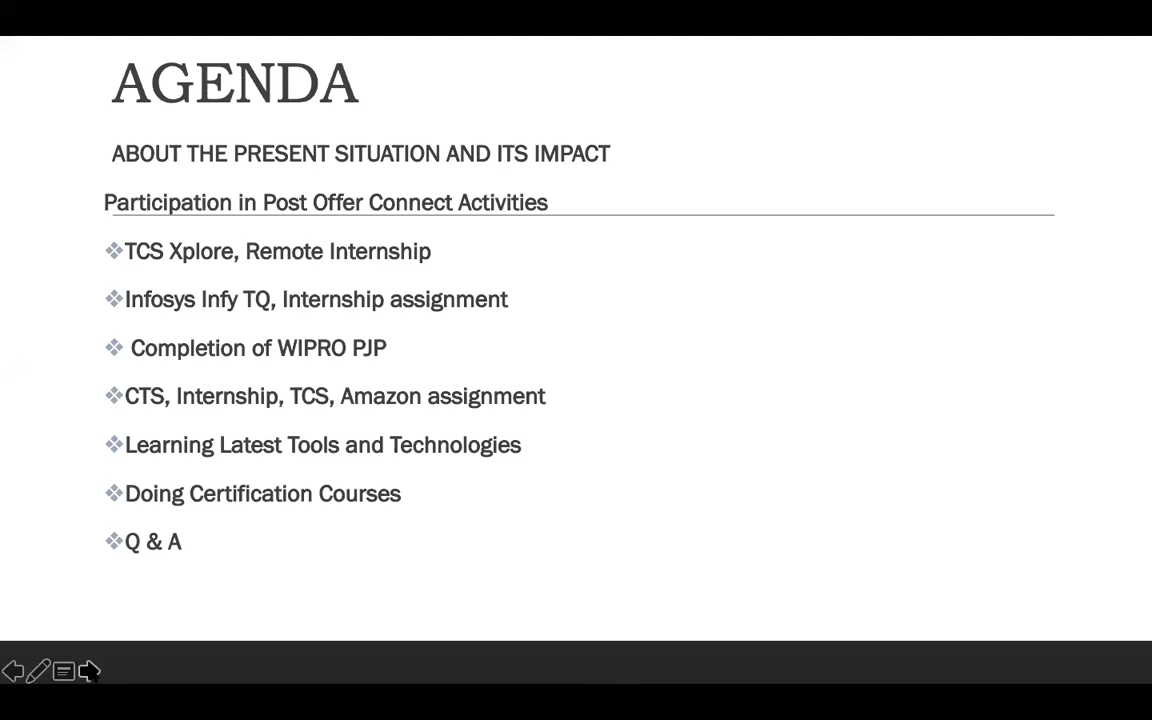 AGENDA
ABOUT THE PRESENT SITUATION AND ITS IMPACT
Participation in Post Offer Connect Activities
TCS Xplore, Remote Internship
Infosys Infy TQ, Internship assignment
Completion of WIPRO PJP
CTS, Internship, TCS, Amazon assignment
Learning Latest Tools and Technologies
Doing Certification Courses
Q & A